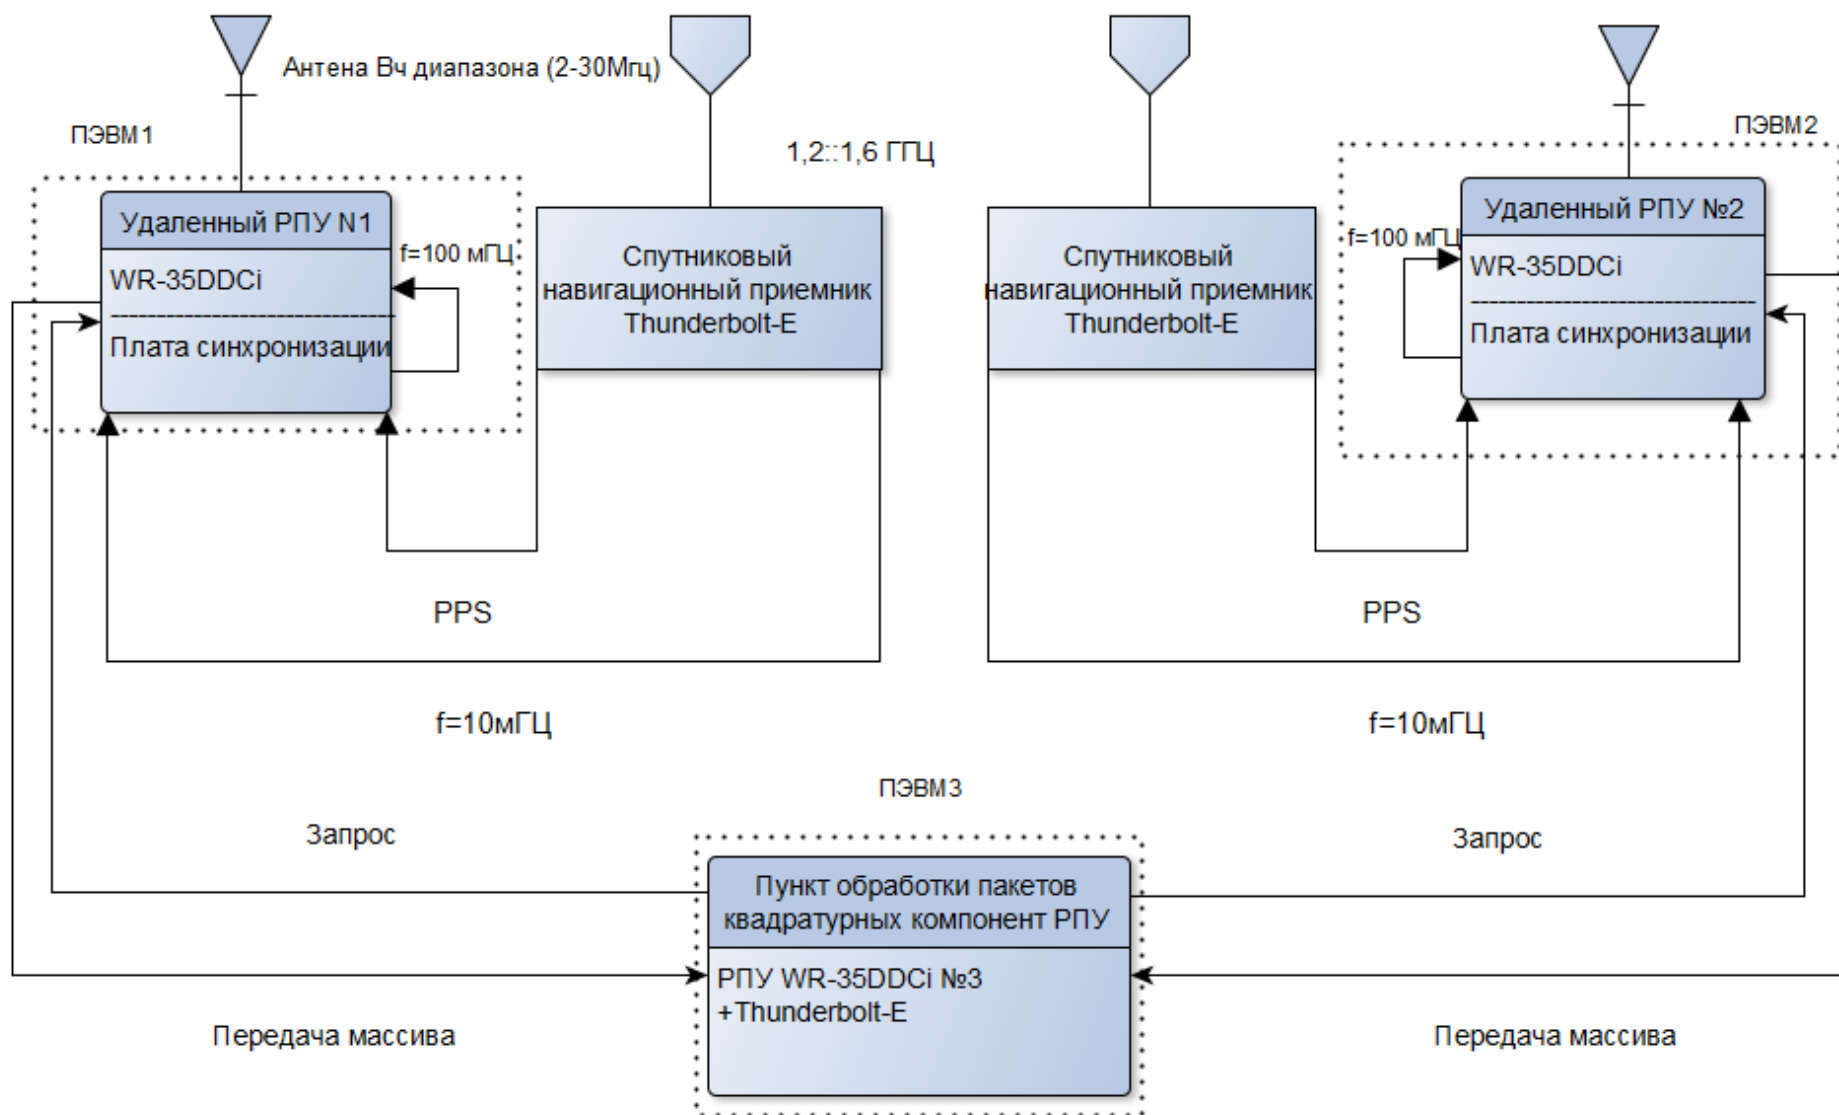 Антена Вч диапазона (2-30Мгц)
ПЭВМ1
ПЭВМ2
1,2::1,6 ГГЦ
Удаленный РПУ N1
WR-35DDCi
Плата синхронизации
f=100 мГЦ
Спутниковый
навигационный приемник
Thunderbolt-E
Спутниковый
навигационный приемник
Thunderbolt-E
f=100 мГЦ
Удаленный РПУ №2
WR-35DDCi
Плата синхронизации
PPS
PPS
f=10мГЦ
f=10мГЦ
ПЭВМ3
Запрос
Запрос
Пункт обработки пакетов
квадратурных компонент РПУ
РПУ WR-35DDCi №3
+Thunderbolt-E
Передача массива
Передача массива